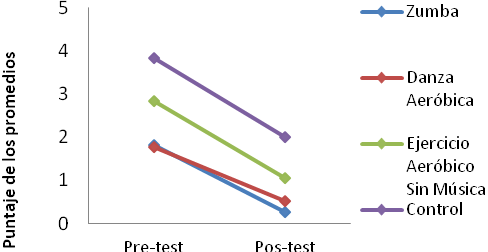 Puntaje de los promedios
5
4
3
2
1
0
Pre-test
Pos-test
Zumba
Danza
Aeróbica
Ejercicio
Aeróbico
Sin Música
Control